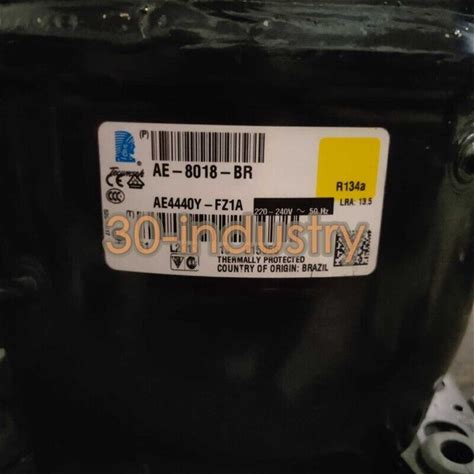 (P)
AE-8018-BR
Tecumseh
R134a
AE4440Y-FZ1A
220-240V ~ 50 Hz
LRA: 13.5
30-industry
THERMALLY PROTECTED
COUNTRY OF ORIGIN: BRAZIL